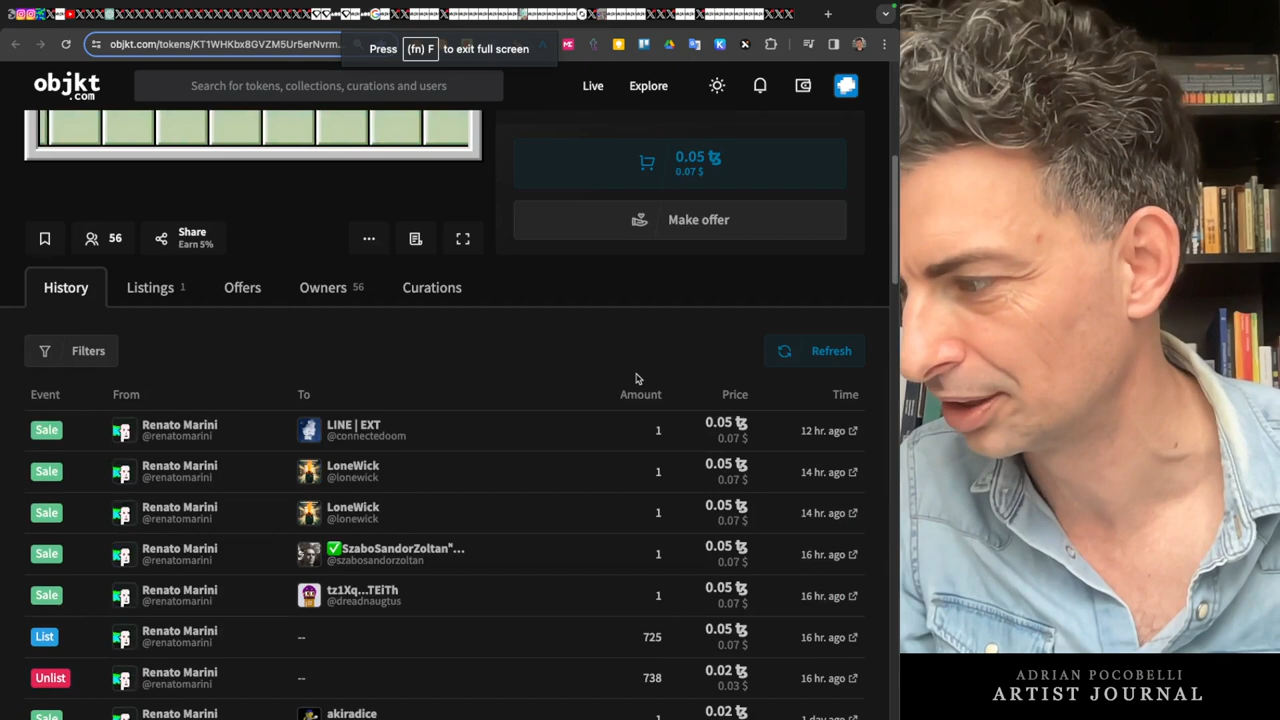 objkt.com/tokens/KT1WHKbx8GVZM5Ur5erNvrm...
Press (fn) F to exit full screen
objkt
.com
Search for tokens, collections, curations and users
Live
Explore
0.05 ꜩ
0.07 $
Make offer
56
Share
Earn 5%
History
Listings 1
Offers
Owners 56
Curations
Filters
Refresh
Event From To Amount Price Time
Sale Renato Marini LINE | EXT 1 0.05 ꜩ 12 hr. ago
@renatomarini @connectedoom 0.07 $
Sale Renato Marini LoneWick 1 0.05 ꜩ 14 hr. ago
@renatomarini @lonewick 0.07 $
Sale Renato Marini LoneWick 1 0.05 ꜩ 14 hr. ago
@renatomarini @lonewick 0.07 $
Sale Renato Marini ✅SzaboSandorZoltan"... 1 0.05 ꜩ 16 hr. ago
@renatomarini @szabosandorzoltan 0.07 $
Sale Renato Marini tz1Xq...TEiTh 1 0.05 ꜩ 16 hr. ago
@renatomarini @dreadnaugtus 0.07 $
List Renato Marini -- 725 0.05 ꜩ 16 hr. ago
@renatomarini 0.07 $
Unlist Renato Marini -- 738 0.02 ꜩ 16 hr. ago
@renatomarini 0.03 $
Sale Renato Marini akiradice 1 0.02 ꜩ 1 day ago
ADRIAN POCOBELLI
ARTIST JOURNAL